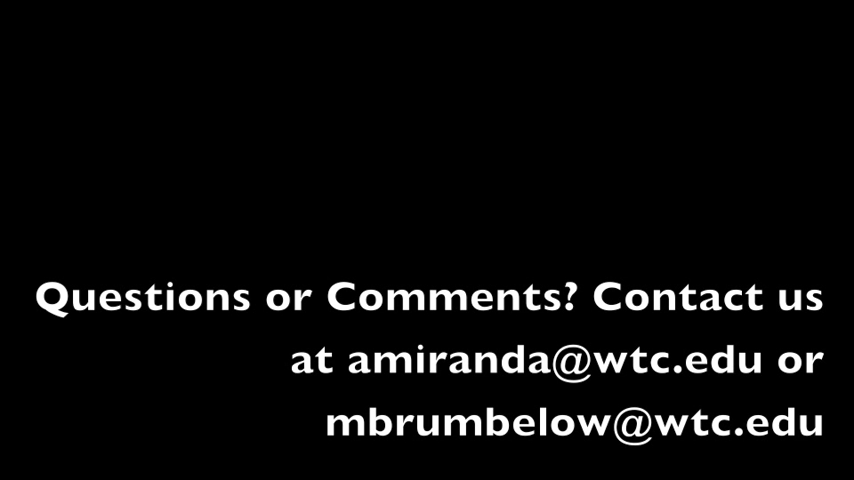 Questions or Comments? Contact us
at amiranda@wtc.edu or
mbrumbelow@wtc.edu